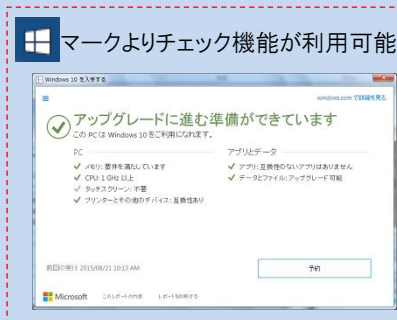 マークよりチェック機能が利用可能
Windows 10 を入手する
windows.com で詳細を見る
アップグレードに進む準備ができています
この PC は Windows 10 をご利用になれます。
PC
アプリとデータ
メモリ: 要件を満たしています
アプリ: 互換性のないアプリはありません
CPU: 1 GHz 以上
データとファイル: アップグレード可能
タッチスクリーン: 不要
プリンターとその他のデバイス: 互換性あり
前回の実行 2015/08/21 10:13 AM
予約
Microsoft
このレポートの内容
レポートを印刷する